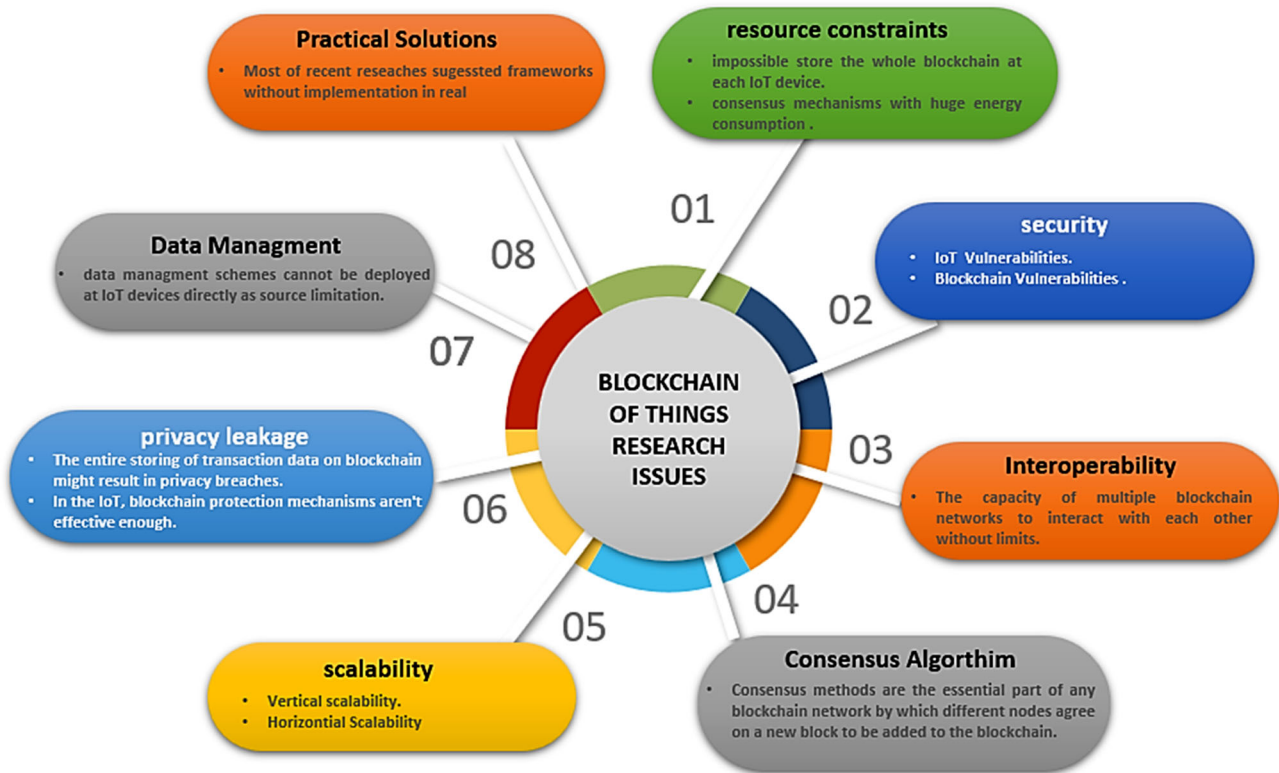 Practical Solutions
• Most of recent reseaches sugessted frameworks
without implementation in real
resource constraints
• impossible store the whole blockchain at
each IoT device.
• consensus mechanisms with huge energy
consumption .
01
security
• IoT Vulnerabilities.
• Blockchain Vulnerabilities .
02
Interoperability
• The capacity of multiple blockchain
networks to interact with each other
without limits.
03
Consensus Algorthim
• Consensus methods are the essential part of any
blockchain network by which different nodes agree
on a new block to be added to the blockchain.
04
scalability
• Vertical scalability.
• Horizontial Scalability
05
privacy leakage
• The entire storing of transaction data on blockchain
might result in privacy breaches.
• In the IoT, blockchain protection mechanisms aren't
effective enough.
06
Data Managment
• data managment schemes cannot be deployed
at IoT devices directly as source limitation.
07
08
BLOCKCHAIN
OF THINGS
RESEARCH
ISSUES